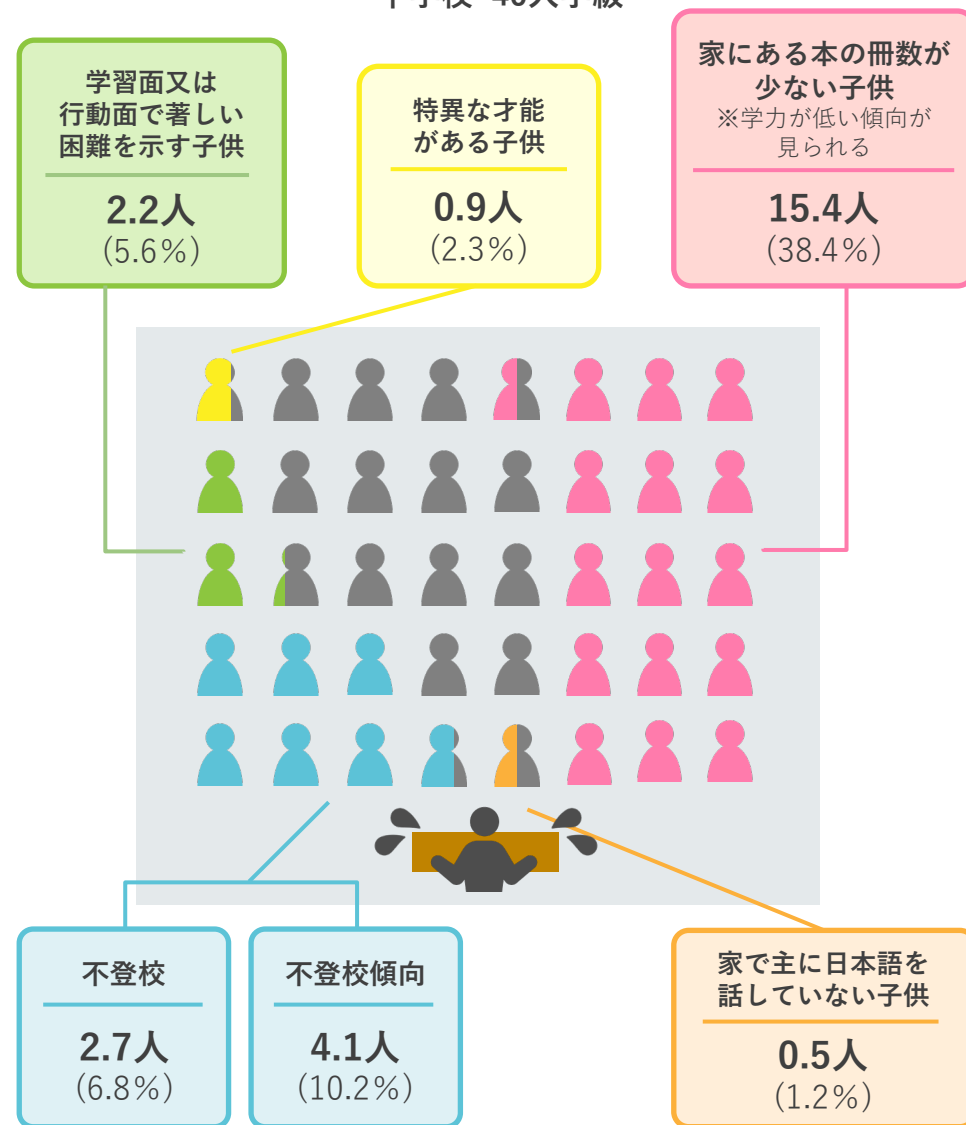 学習面又は
行動面で著しい
困難を示す子供
2.2人
(5.6%)
特異な才能
がある子供
0.9人
(2.3%)
家にある本の冊数が
少ない子供
※学力が低い傾向が
見られる
15.4人
(38.4%)
不登校
2.7人
(6.8%)
不登校傾向
4.1人
(10.2%)
家で主に日本語を
話していない子供
0.5人
(1.2%)